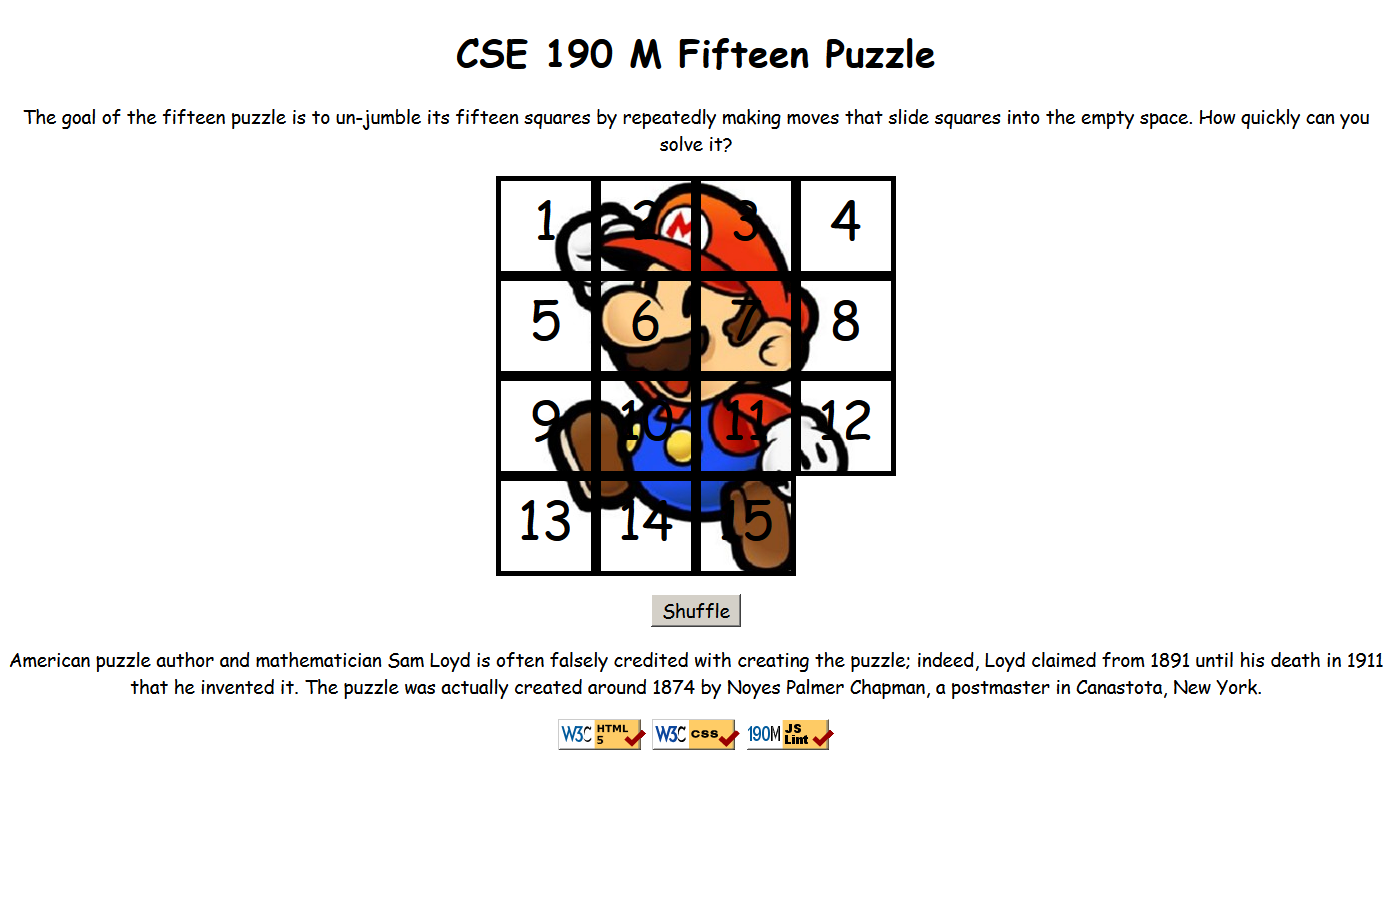 CSE 190 M Fifteen Puzzle
The goal of the fifteen puzzle is to un-jumble its fifteen squares by repeatedly making moves that slide squares into the empty space. How quickly can you
solve it?
1 2 3 4
5 6 7 8
9 10 11 12
13 14 15
M
Shuffle
American puzzle author and mathematician Sam Loyd is often falsely credited with creating the puzzle; indeed, Loyd claimed from 1891 until his death in 1911
that he invented it. The puzzle was actually created around 1874 by Noyes Palmer Chapman, a postmaster in Canastota, New York.
W3C HTML 5 W3C css 190M JS Lint